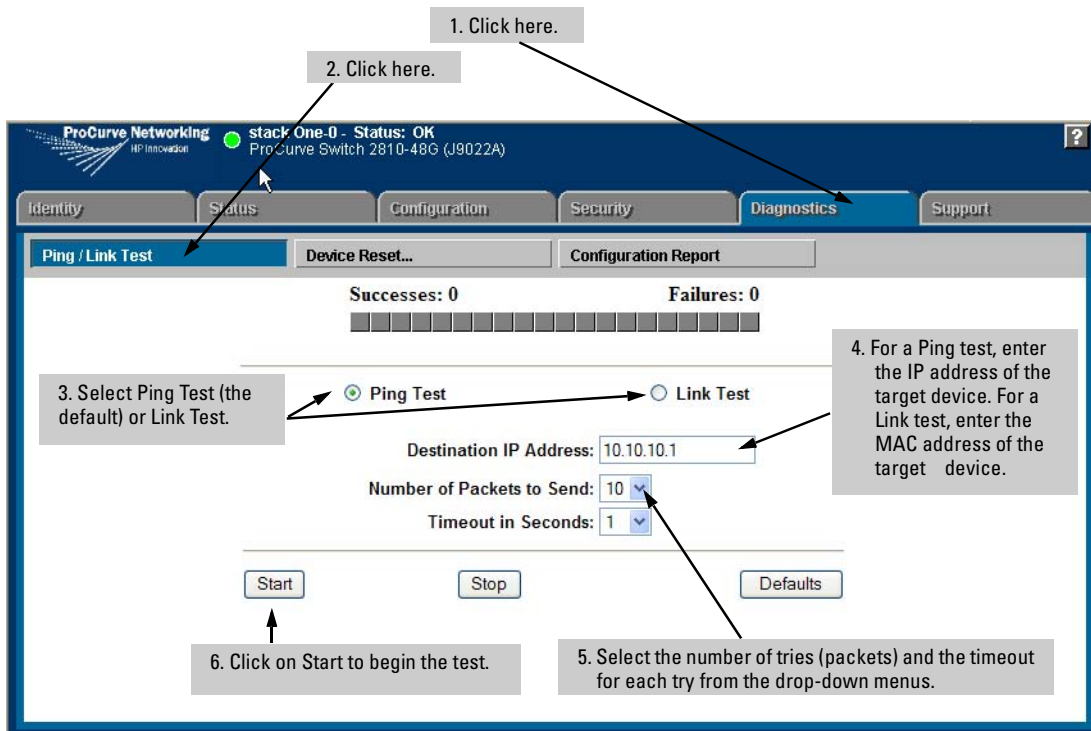 1. Click here.
2. Click here.
ProCurve Networking
HP Innovation
stack One-0 - Status: OK
ProCurve Switch 2810-48G (J9022A)
?
Identity
Status
Configuration
Security
Diagnostics
Support
Ping / Link Test
Device Reset...
Configuration Report
Successes: 0
Failures: 0
3. Select Ping Test (the
default) or Link Test.
Ping Test
Link Test
4. For a Ping test, enter
the IP address of the
target device. For a
Link test, enter the
MAC address of the
target device.
Destination IP Address: 10.10.10.1
Number of Packets to Send: 10
Timeout in Seconds: 1
Start
Stop
Defaults
6. Click on Start to begin the test.
5. Select the number of tries (packets) and the timeout
for each try from the drop-down menus.